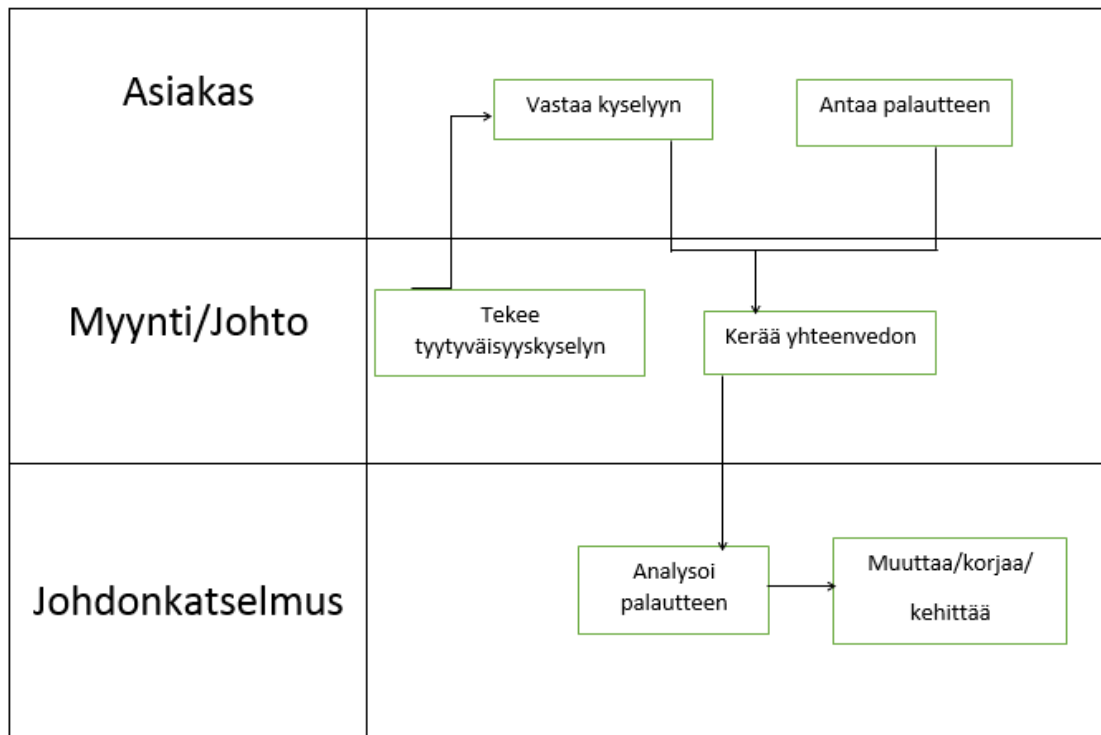 Asiakas
Vastaa kyselyyn
Antaa palautteen
Myynti/Johto
Tekee
tyytyväisyyskyselyn
Kerää yhteenvedon
Johdonkatselmus
Analysoi
palautteen
Muuttaa/korjaa/
kehittää